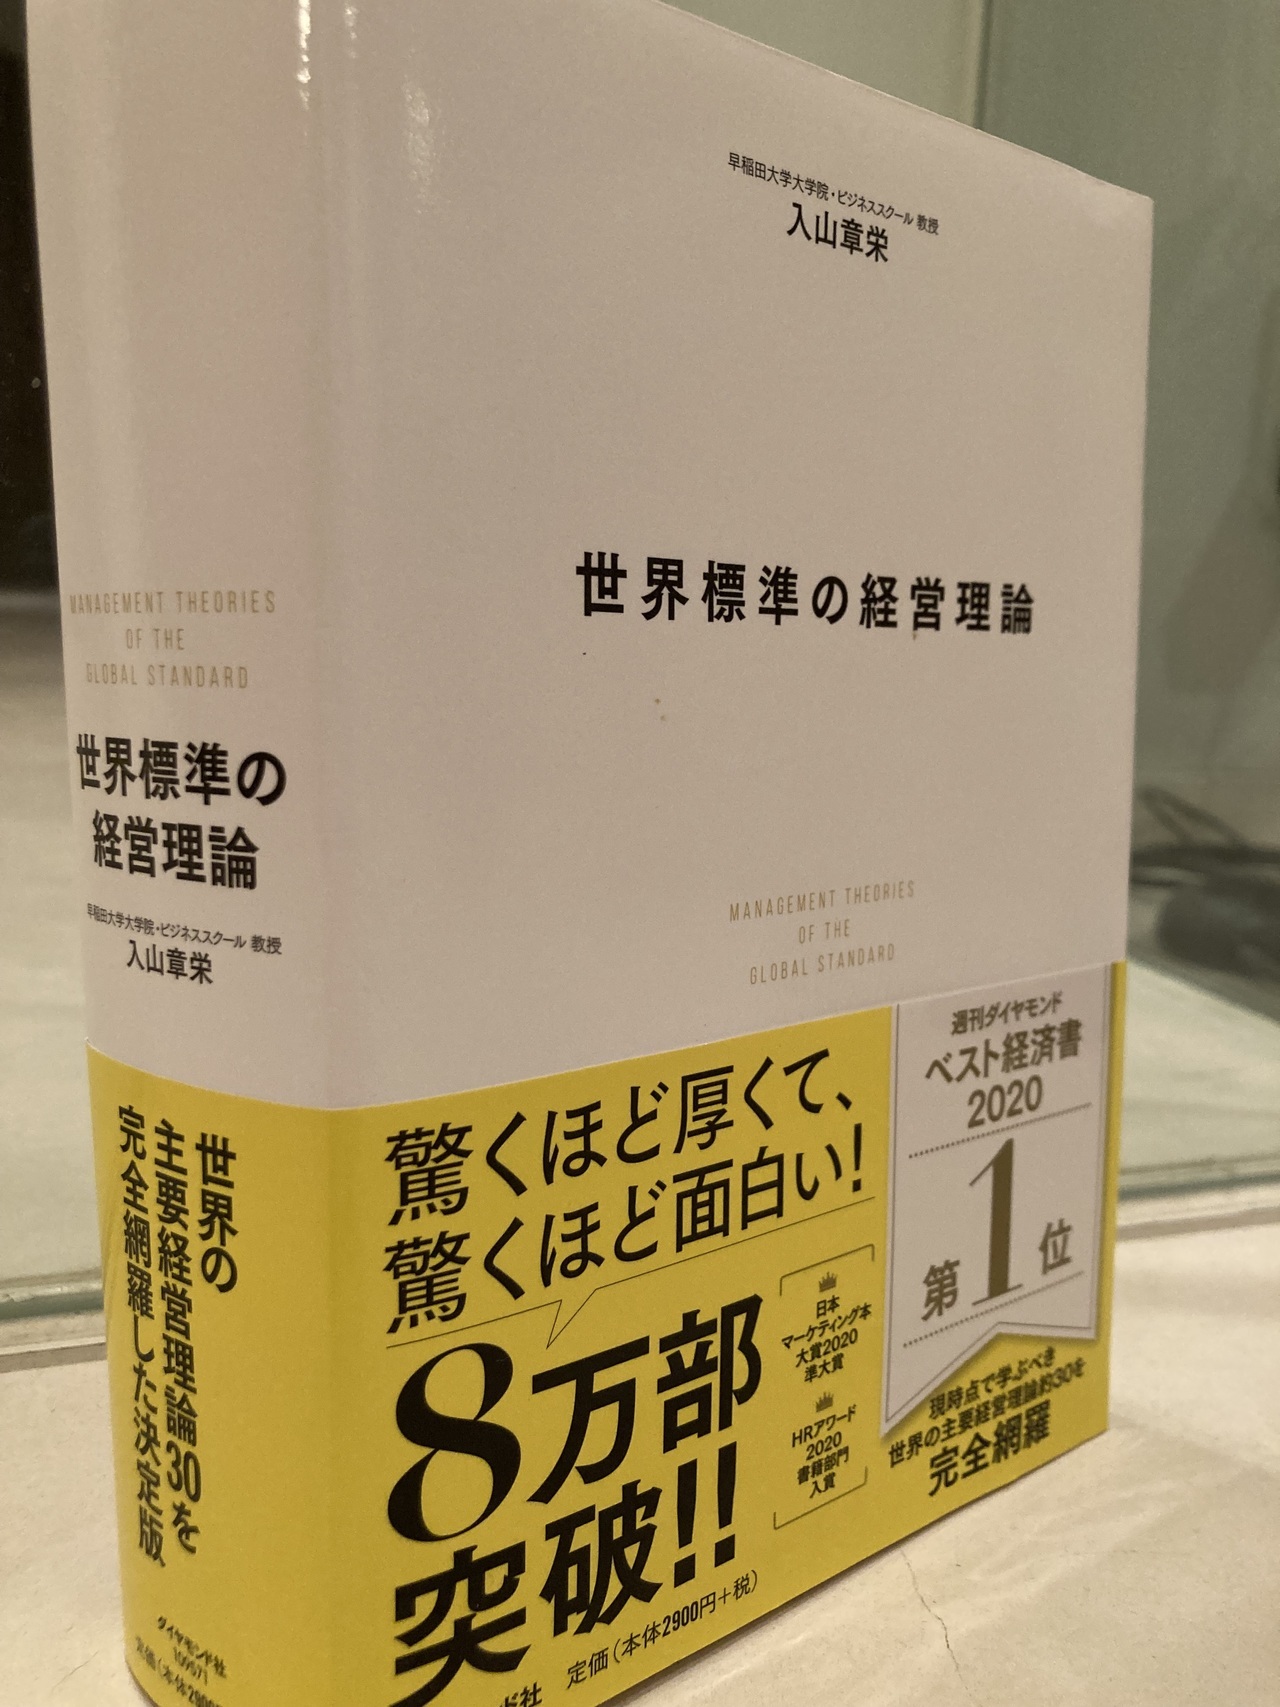 早稲田大学大学院・ビジネススクール 教授
入山章栄
世界標準の経営理論
MANAGEMENT THEORIES
OF THE
GLOBAL STANDARD
驚くほど厚くて、
驚くほど面白い!
8万部
突破!!
定価(本体2900円+税)
ド社
日本
マーケティング本
大賞2020
準大賞
HRアワード
2020
書籍部門
入賞
週刊ダイヤモンド
ベスト経済書
2020
第1位
現時点で学ぶべき
世界の主要経営理論約30を
完全網羅
MANAGEMENT THEORIES
OF THE
GLOBAL STANDARD
世界標準の
経営理論
早稲田大学大学院・ビジネススクール 教授
入山章栄
世界の
主要経営理論30を
完全網羅した決定版
ダイヤモンド社
定価(本体2900